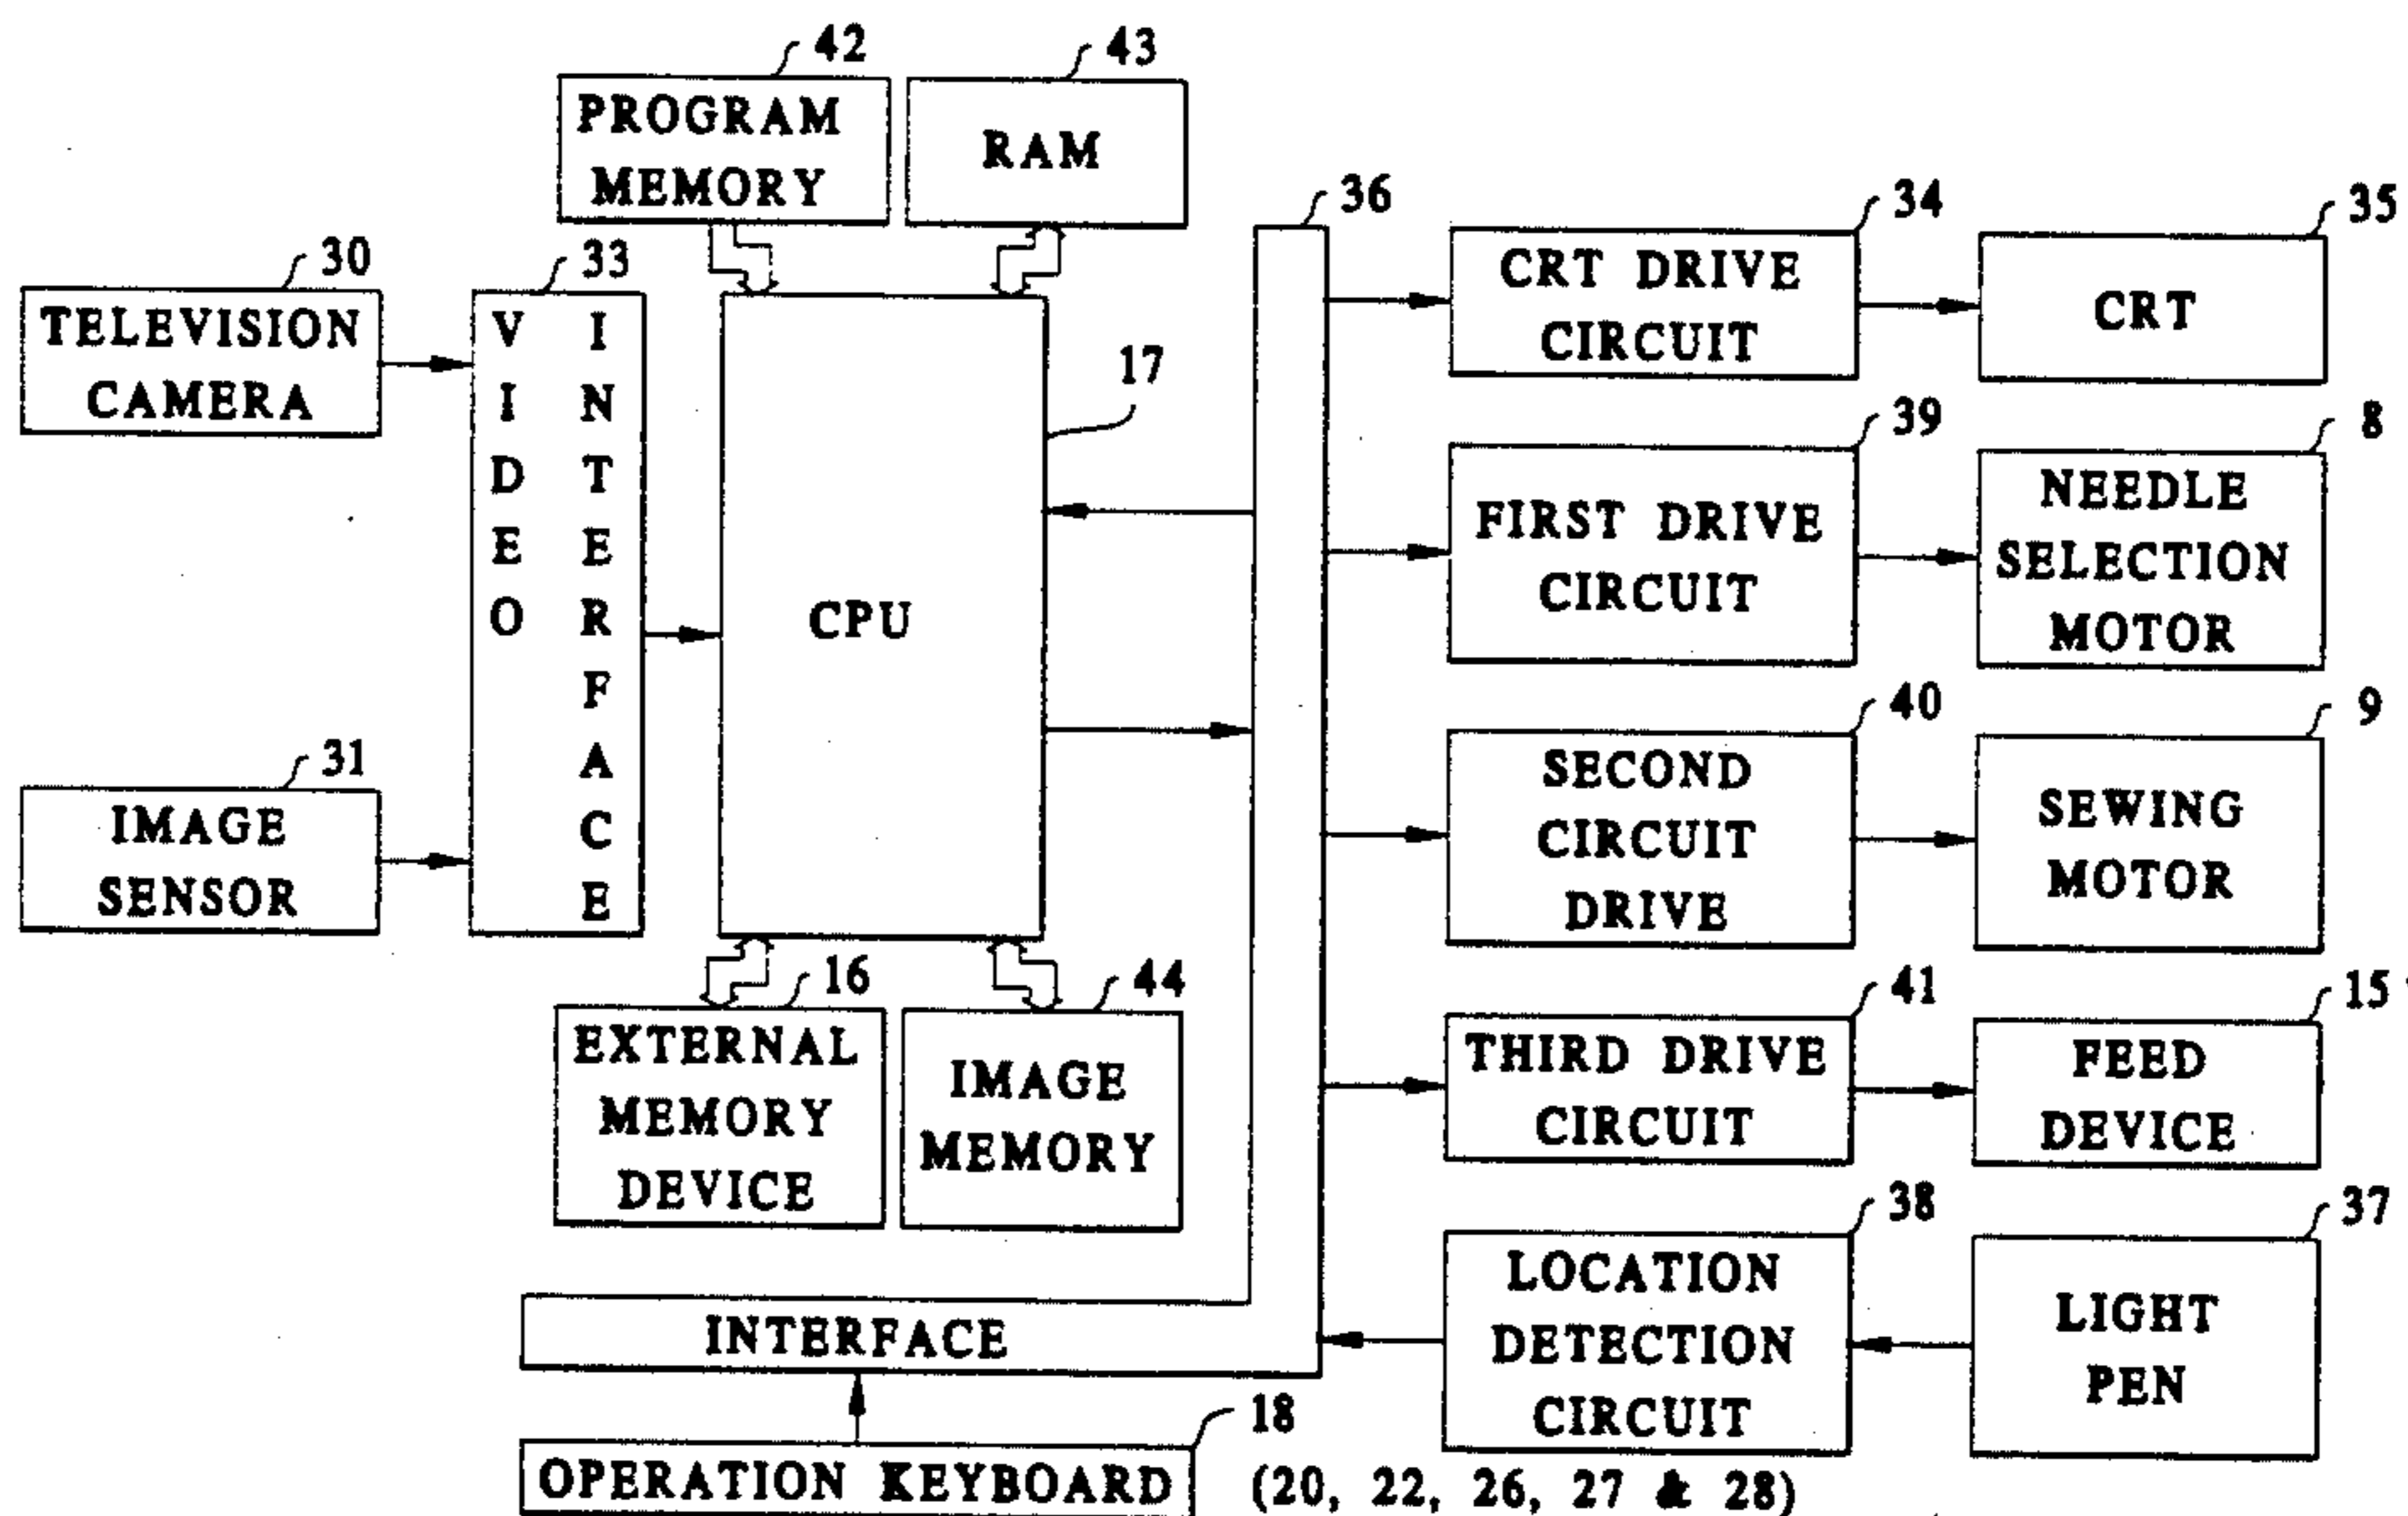 42
PROGRAM
MEMORY
43
RAM
30
TELEVISION
CAMERA
33
VIDEO
INTERFACE
31
IMAGE
SENSOR
17
CPU
16
EXTERNAL
MEMORY
DEVICE
44
IMAGE
MEMORY
36
INTERFACE
18
OPERATION KEYBOARD
(20, 22, 26, 27 & 28)
34
CRT DRIVE
CIRCUIT
35
CRT
39
FIRST DRIVE
CIRCUIT
8
NEEDLE
SELECTION
MOTOR
40
SECOND
CIRCUIT
DRIVE
9
SEWING
MOTOR
41
THIRD DRIVE
CIRCUIT
15
FEED
DEVICE
38
LOCATION
DETECTION
CIRCUIT
37
LIGHT
PEN